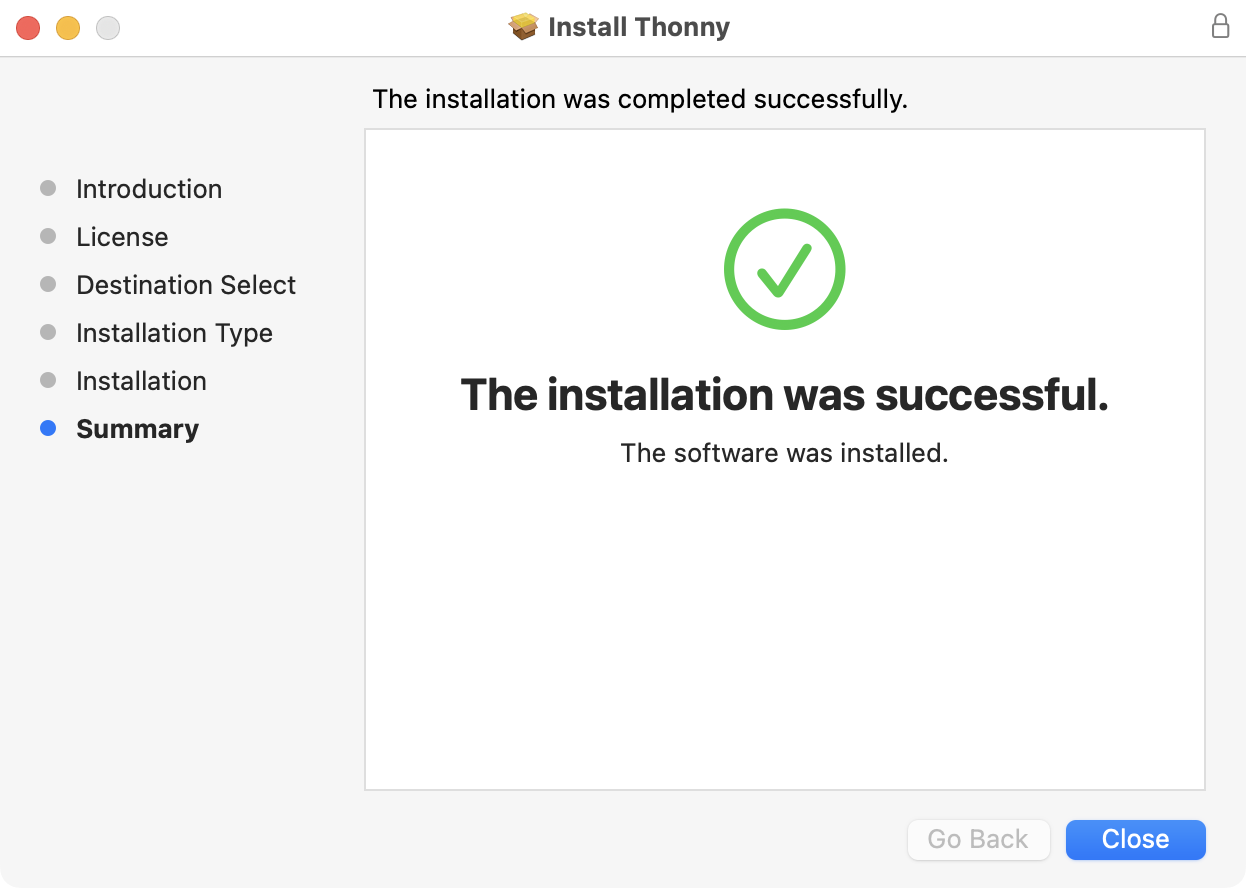 Install Thonny
The installation was completed successfully.
Introduction
License
Destination Select
Installation Type
Installation
Summary
The installation was successful.
The software was installed.
Go Back
Close